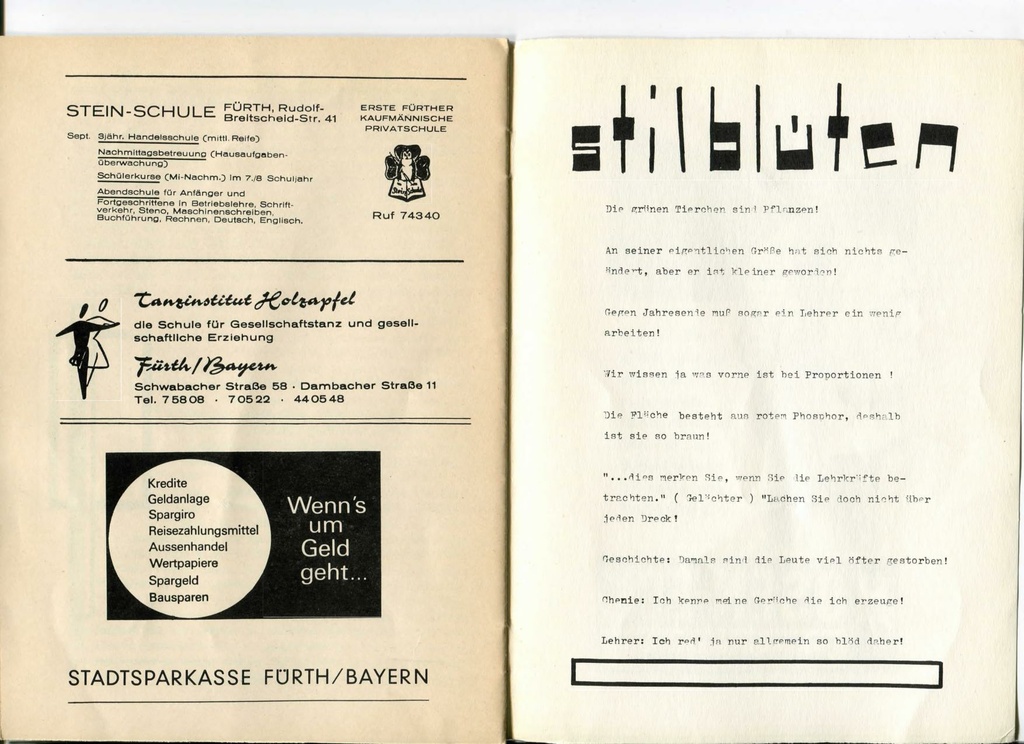 STEIN-SCHULE FÜRTH, Rudolf-
Breitscheid-Str. 41
ERSTE FÜRTHER
KAUFMÄNNISCHE
PRIVATSCHULE
Sept. 3jähr. Handelsschule (mittl. Reife)
Nachmittagsbetreuung (Hausaufgaben-
überwachung)
Schülerkurse (Mi-Nachm.) im 7./8 Schuljahr
Abendschule für Anfänger und
Fortgeschrittene in Betriebslehre, Schrift-
verkehr, Steno, Maschinenschreiben,
Buchführung, Rechnen, Deutsch, Englisch.
Stein-Schule
Ruf 74340
Tanzinstitut Holzapfel
die Schule für Gesellschaftstanz und gesell-
schaftliche Erziehung
Fürth/Bayern
Schwabacher Straße 58 · Dambacher Straße 11
Tel. 75808 · 70522 · 440548
Kredite
Geldanlage
Spargiro
Reisezahlungsmittel
Aussenhandel
Wertpapiere
Spargeld
Bausparen
Wenn's
um
Geld
geht...
STADTSPARKASSE FÜRTH/BAYERN
stilblüten
Die grünen Tierchen sind Pflanzen!
An seiner eigentlichen Größe hat sich nichts ge-
ändert, aber er ist kleiner geworden!
Gegen Jahresende muß sogar ein Lehrer ein wenig
arbeiten!
Wir wissen ja was vorne ist bei Proportionen !
Die Fläche besteht aus rotem Phosphor, deshalb
ist sie so braun!
"...dies merken Sie, wenn Sie die Lehrkräfte be-
trachten." ( Gelächter ) "Lachen Sie doch nicht über
jeden Dreck!
Geschichte: Damals sind die Leute viel öfter gestorben!
Chemie: Ich kenne meine Gerüche die ich erzeuge!
Lehrer: Ich red' ja nur allgemein so blöd daher!